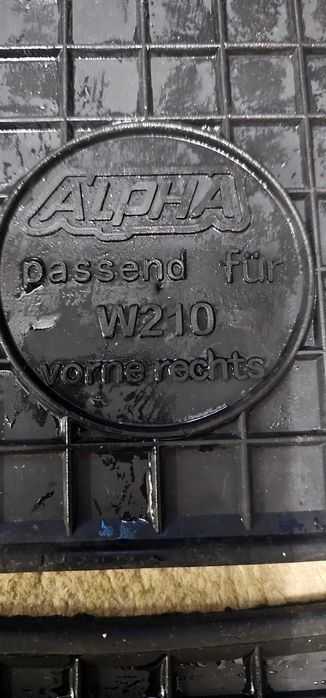 ALPHA
passend für
W210
vorne rechts